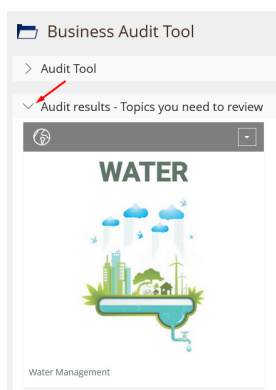 Business Audit Tool
Audit Tool
Audit results - Topics you need to review
WATER
Water Management